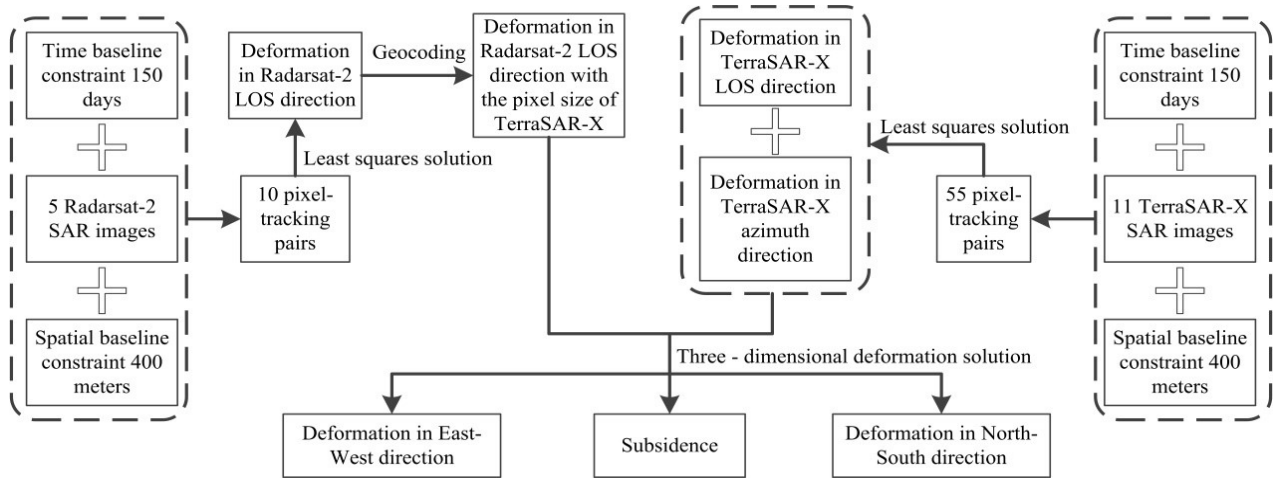 Time baseline
constraint 150
days
5 Radarsat-2
SAR images
Spatial baseline
constraint 400
meters
Deformation
in Radarsat-2
LOS direction
Geocoding
Deformation in
Radarsat-2 LOS
direction with
the pixel size of
TerraSAR-X
Least squares solution
10 pixel-
tracking
pairs
Deformation in
TerraSAR-X
LOS direction
Deformation in
TerraSAR-X
azimuth
direction
Least squares solution
55 pixel-
tracking
pairs
Time baseline
constraint 150
days
11 TerraSAR-X
SAR images
Spatial baseline
constraint 400
meters
Three - dimensional deformation solution
Deformation in East-
West direction
Subsidence
Deformation in North-
South direction